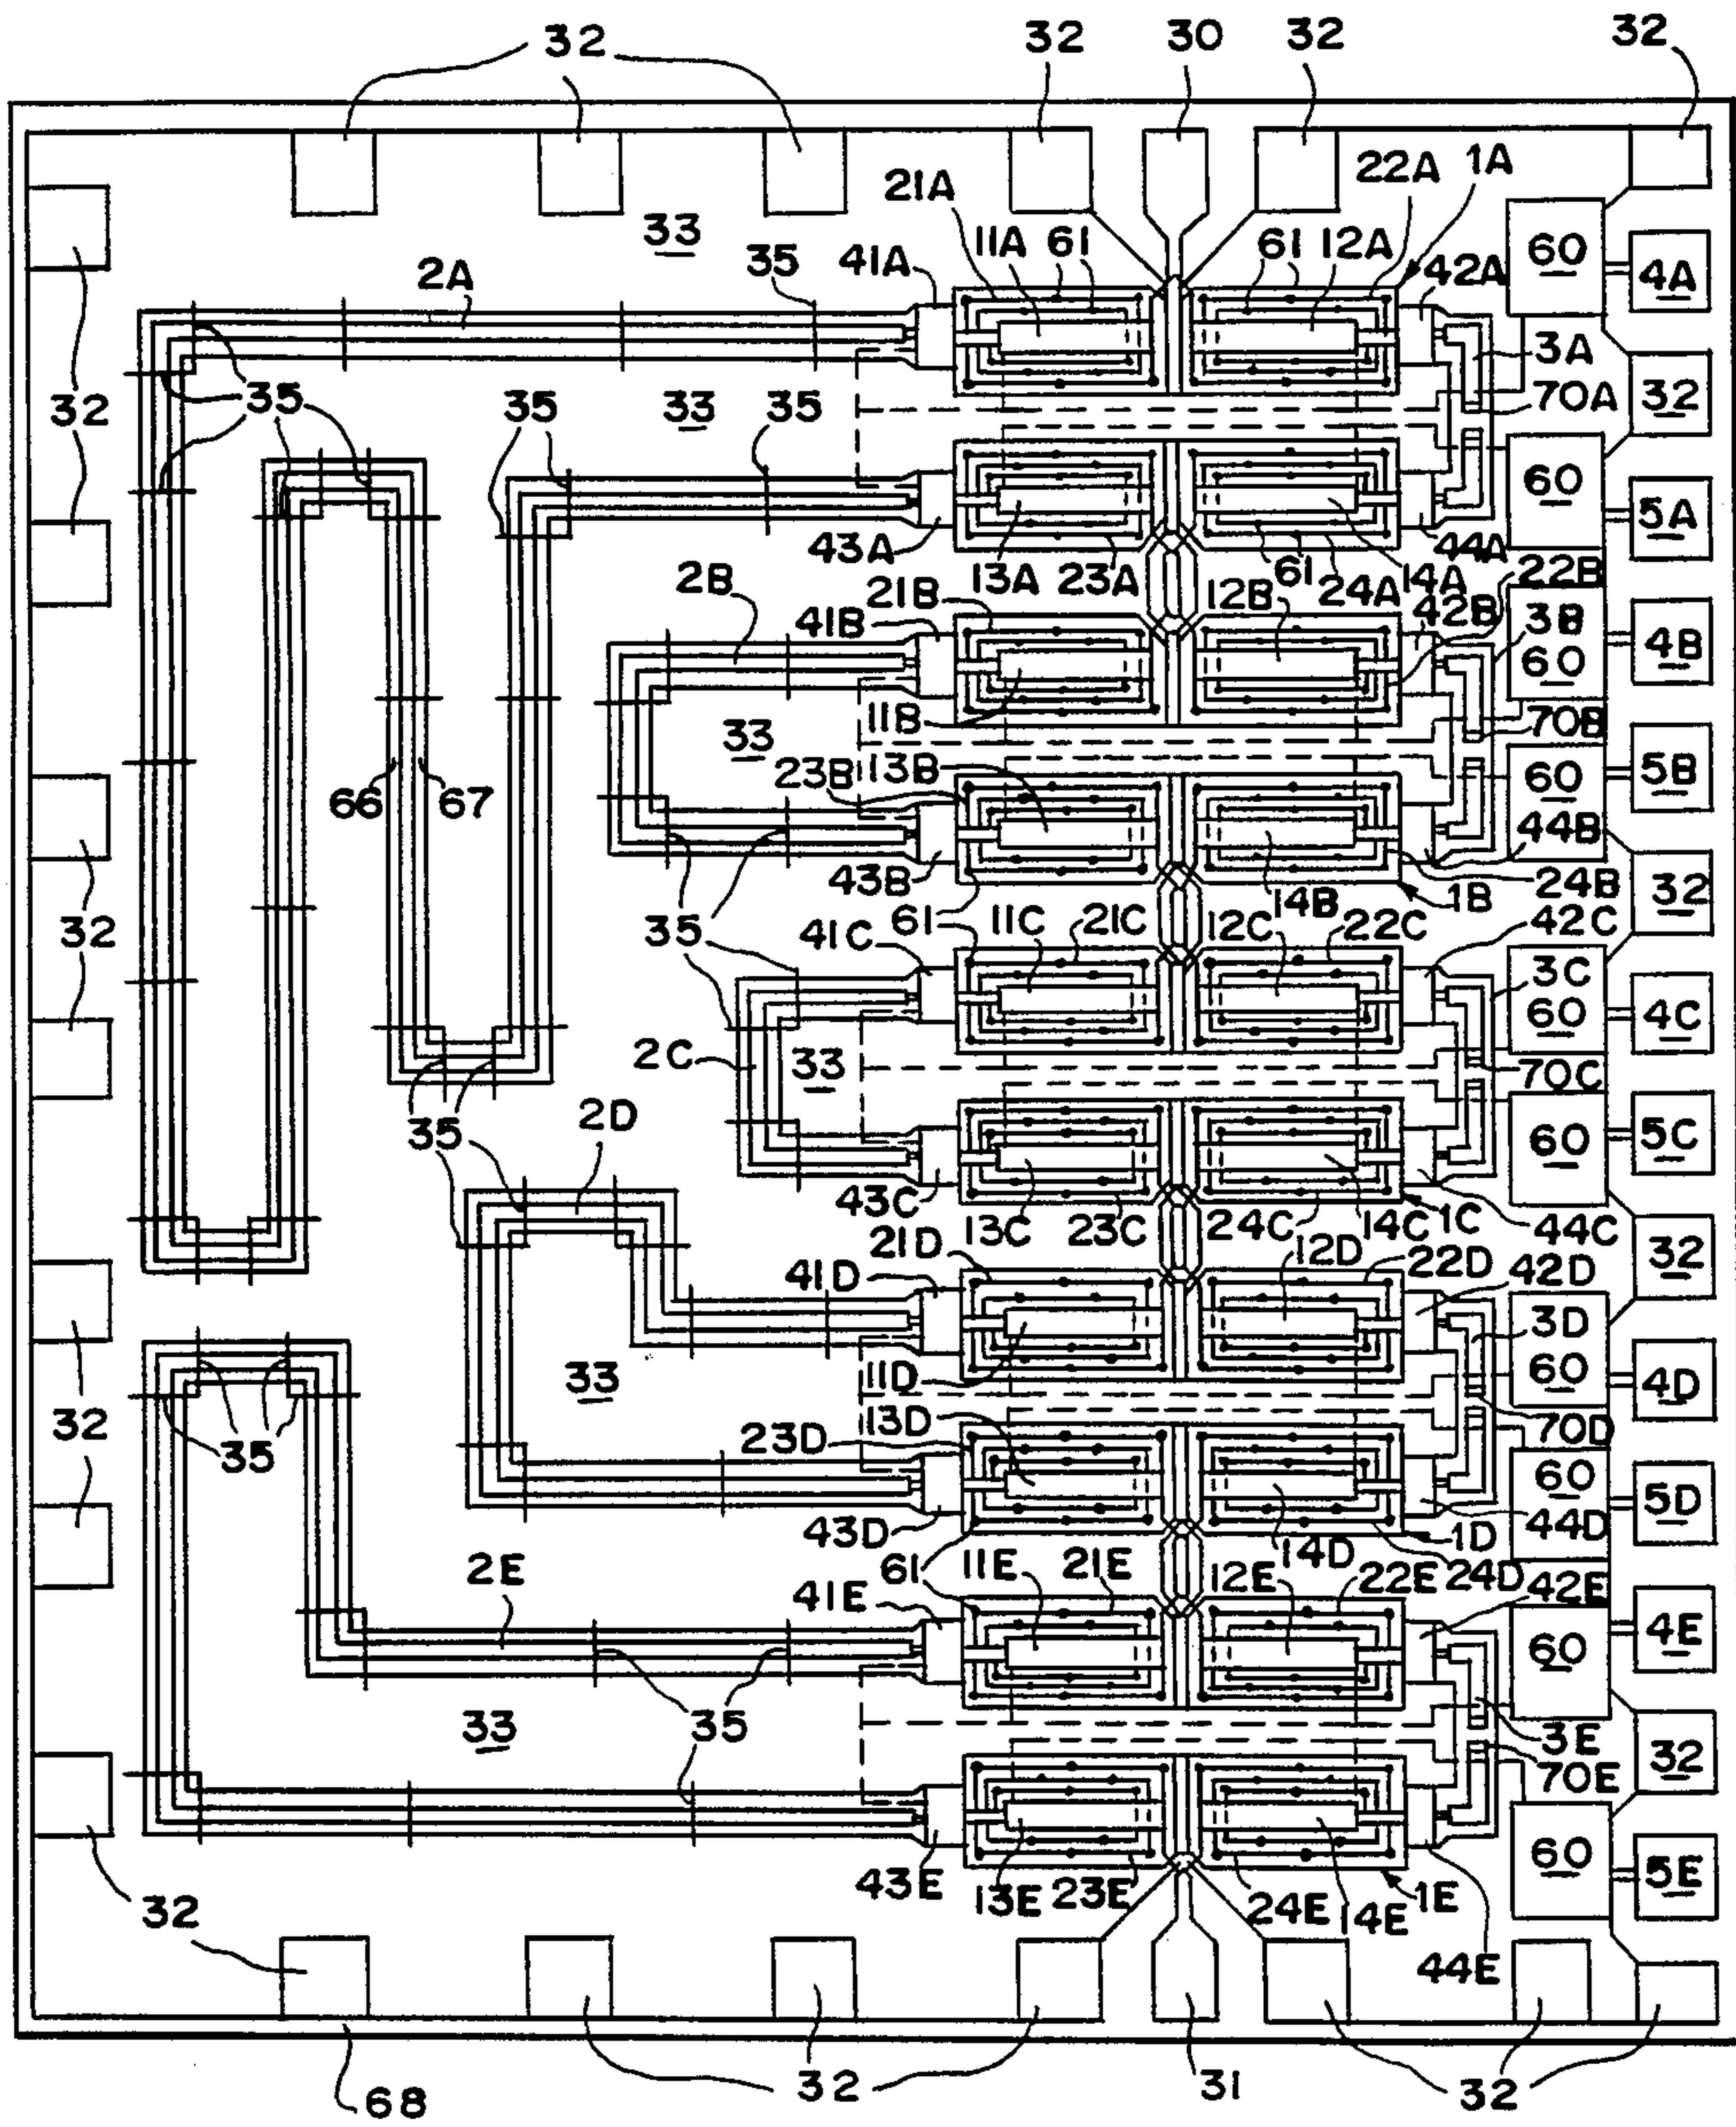 32 32 30 32 32
21A 22A 1A
33 11A 61 61 12A 60
2A 35 41A 42A 4A
3A
32 35 35 33 35 70A 32
60
43A 44A 5A
13A 23A 61 24A 14A 22B
2B 21B 12B 42B
41B 3B 4B
60
32 33 11B 70B
66 67 23B 13B 60 5B
44B
43B 24B 32
61 14B 1B
32 35 41C 11C 21C 12C 22C 42C
3C
60 4C
2C 33 70C
35 2D 60 5C
43C
13C 23C 24C 14C 1C 44C
21D 12D 22D 32
41D 42D
3D
33 11D 60 4D
32 35 23D 13D 70D
60
5D
43D 44D
61 14D 1D
2E 11E 21E 12E 22E 24D
41E 42E
60 4E
33 35 3E 32
70E
60
43E 13E 23E 24E 14E 1E 5E
32
44E
68 32 31 32